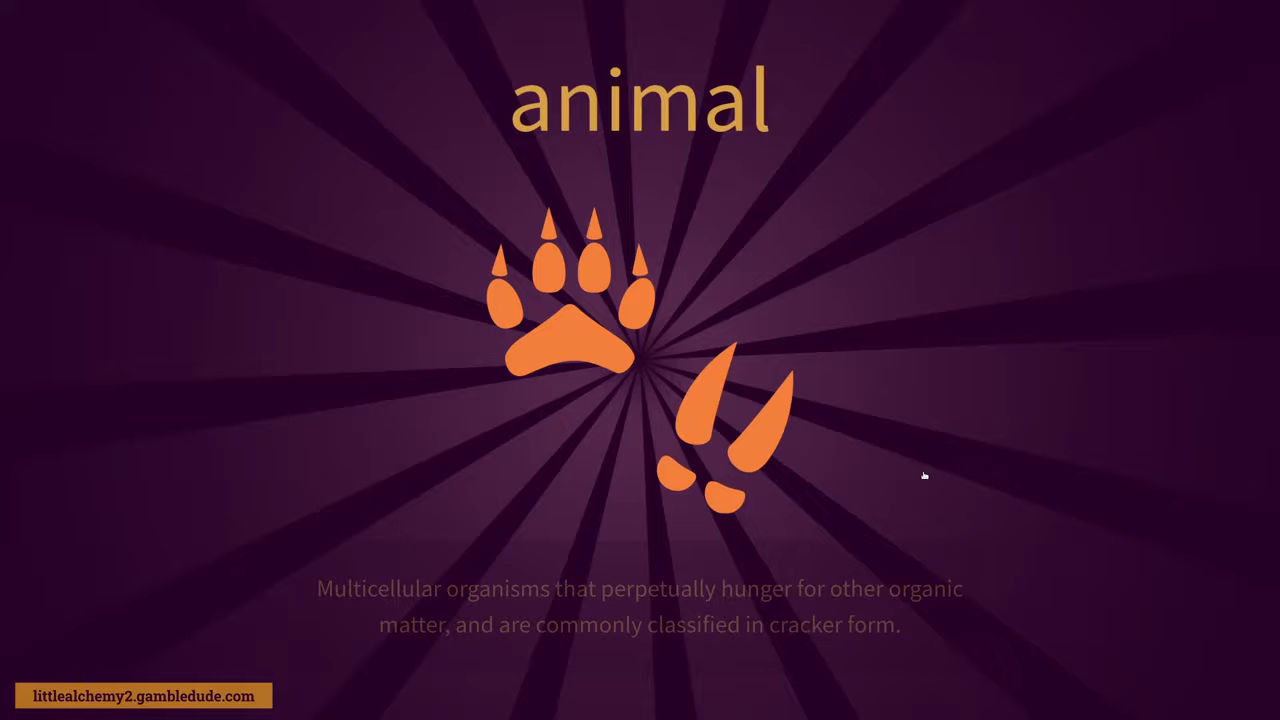 animal
Multicellular organisms that perpetually hunger for other organic
matter, and are commonly classified in cracker form.
littlealchemy2.gambledude.com